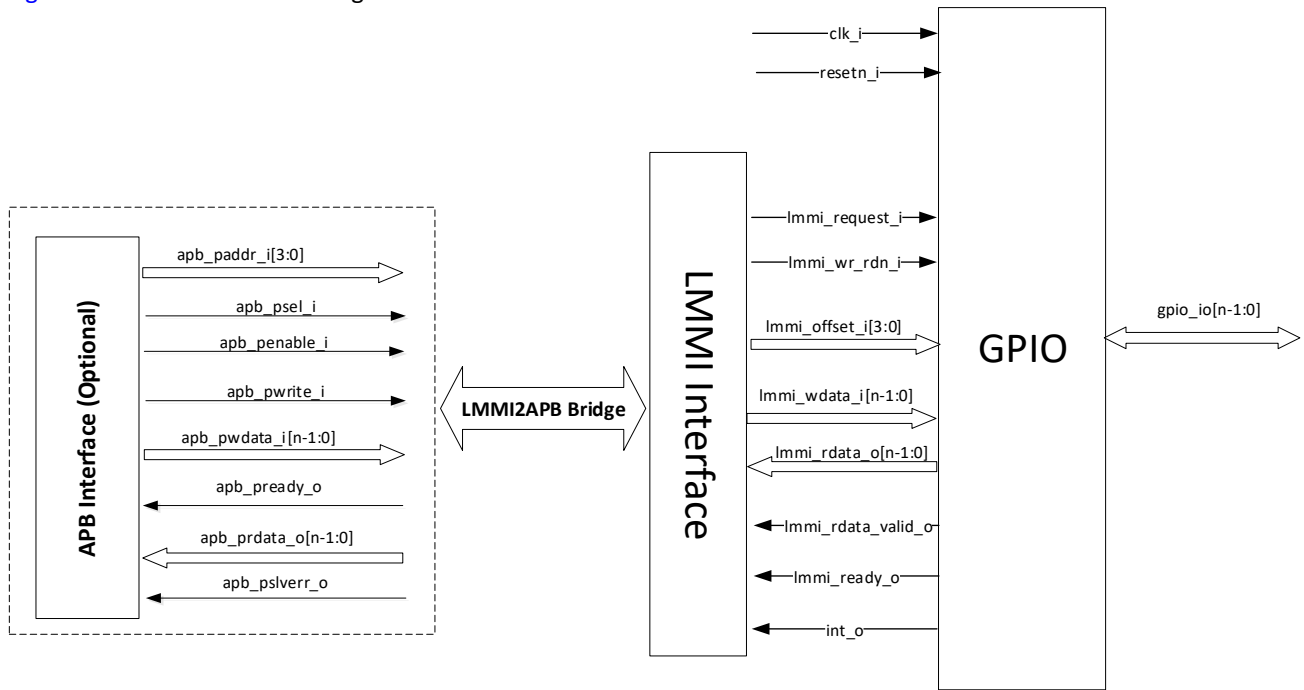 clk_i
resetn_i
APB Interface (Optional)
apb_paddr_i[3:0]
apb_psel_i
apb_penable_i
apb_pwrite_i
apb_pwdata_i[n-1:0]
apb_pready_o
apb_prdata_o[n-1:0]
apb_pslverr_o
LMMI2APB Bridge
LMMI Interface
lmmi_request_i
lmmi_wr_rdn_i
lmmi_offset_i[3:0]
lmmi_wdata_i[n-1:0]
lmmi_rdata_o[n-1:0]
lmmi_rdata_valid_o
lmmi_ready_o
int_o
GPIO
gpio_io[n-1:0]